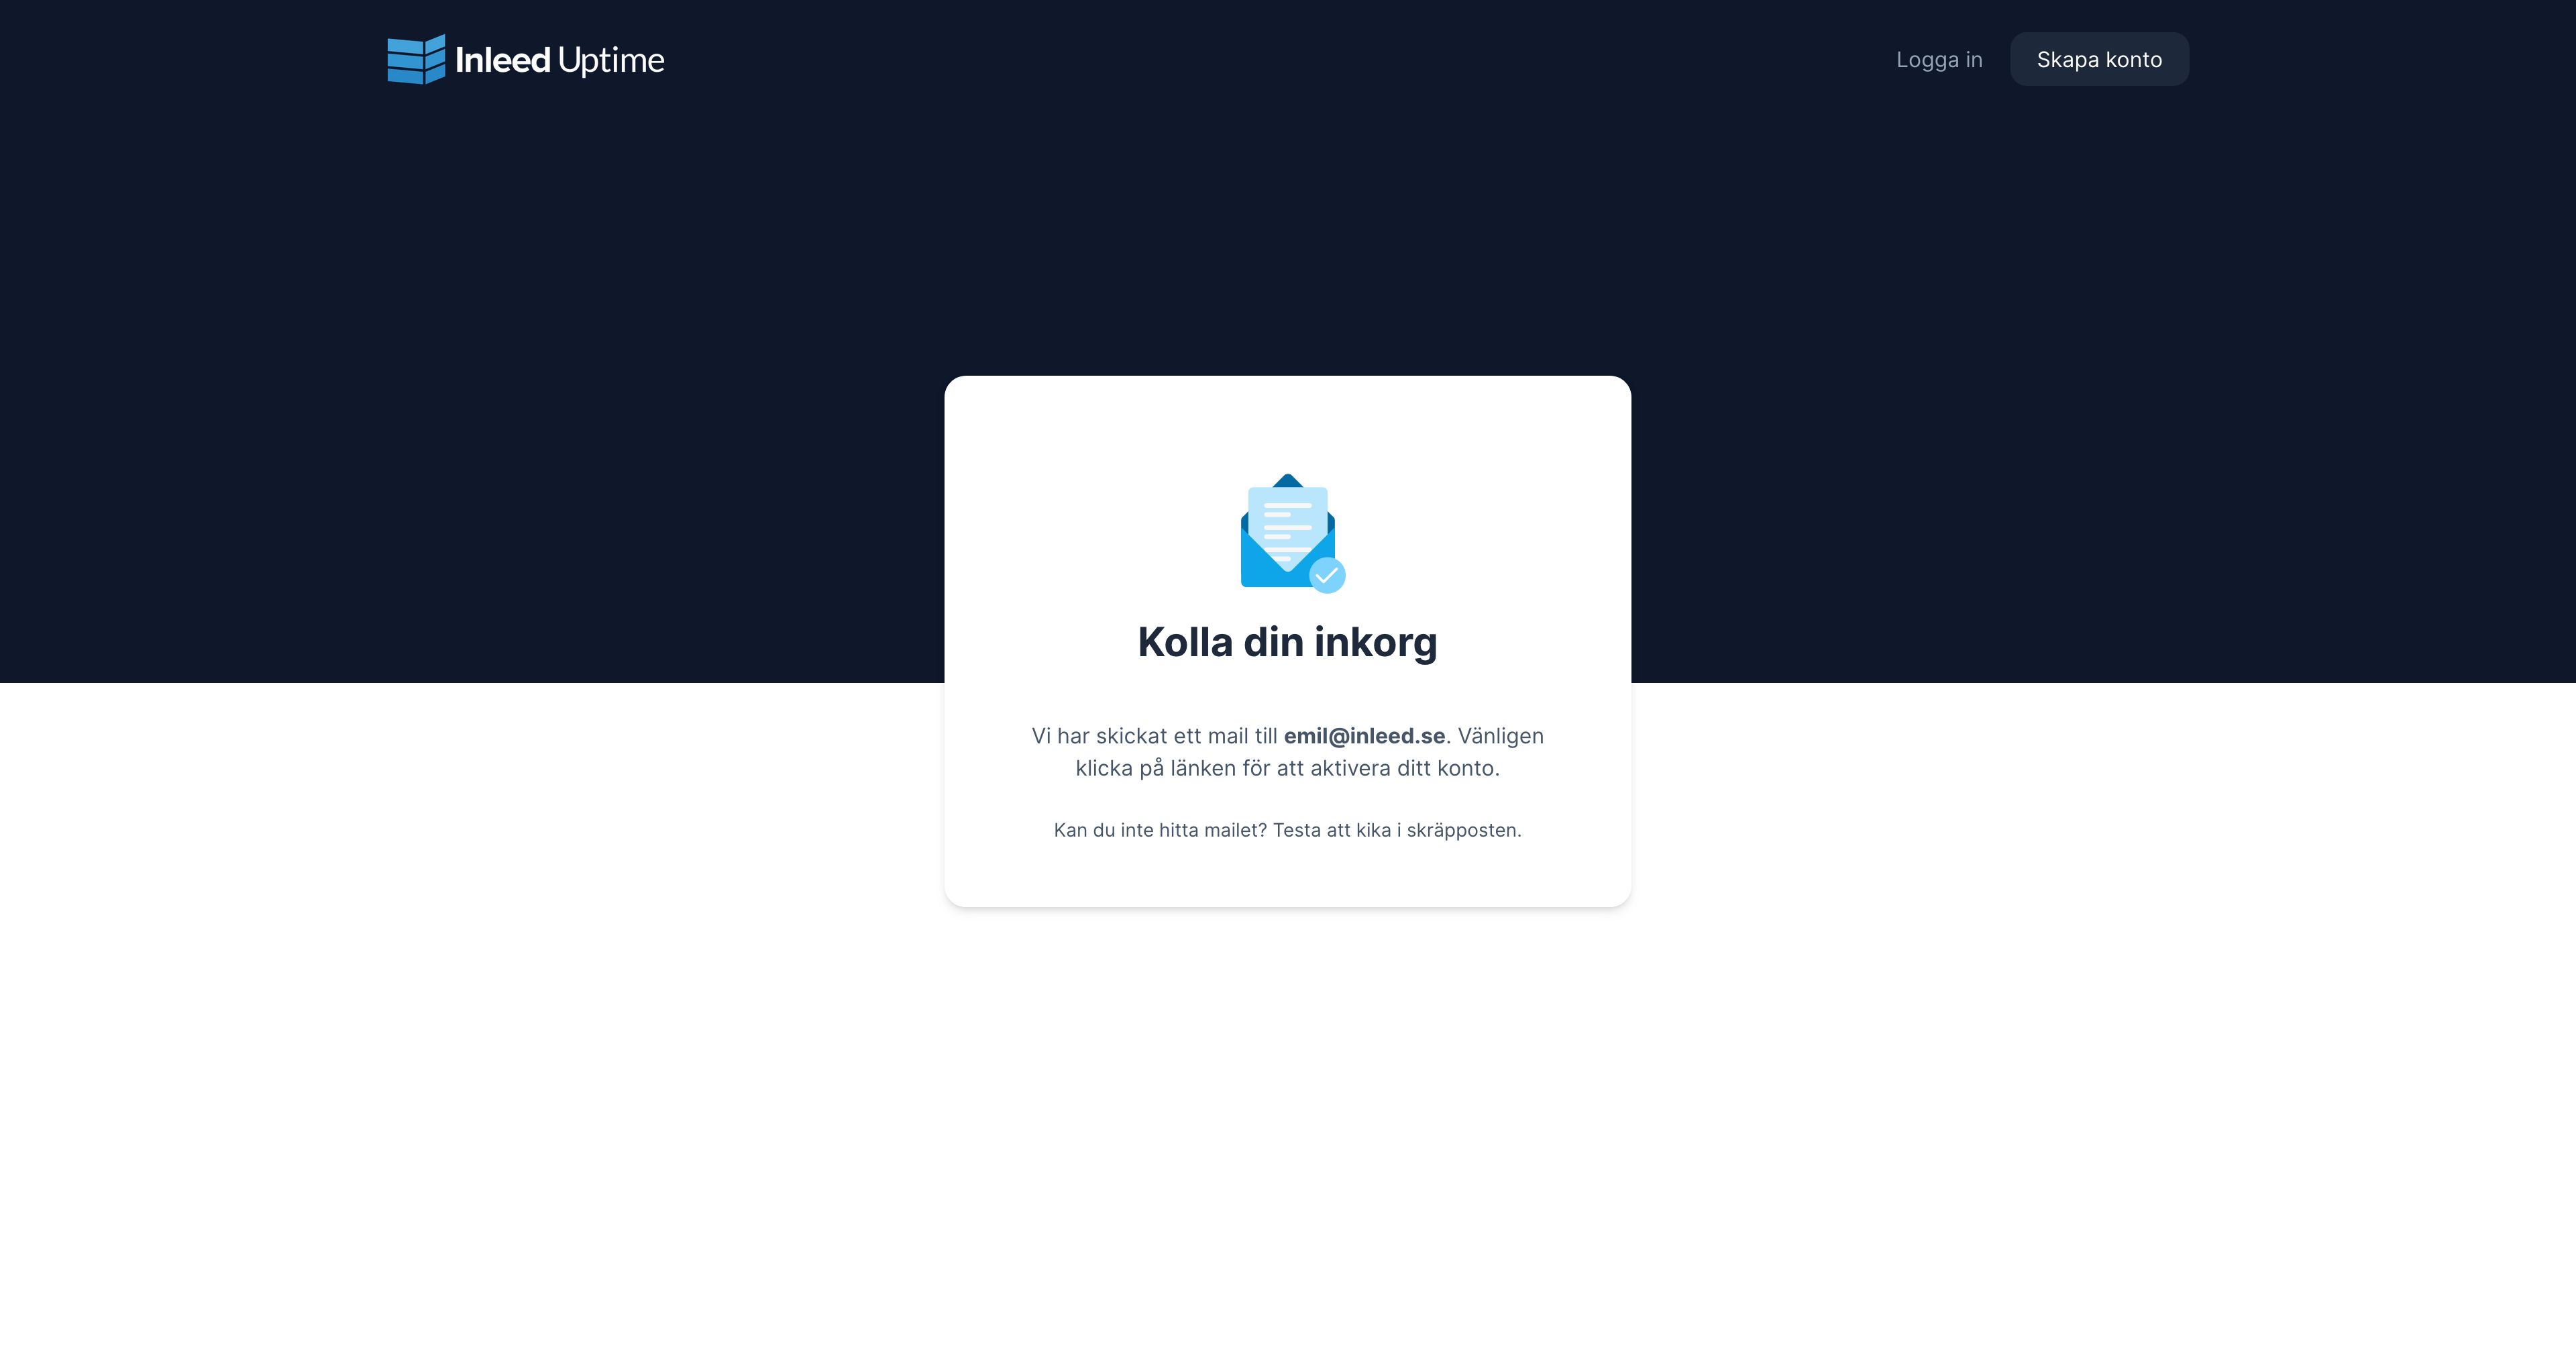 Inleed Uptime
Logga in
Skapa konto
Kolla din inkorg
Vi har skickat ett mail till emil@inleed.se. Vänligen
klicka på länken för att aktivera ditt konto.
Kan du inte hitta mailet? Testa att kika i skräpposten.